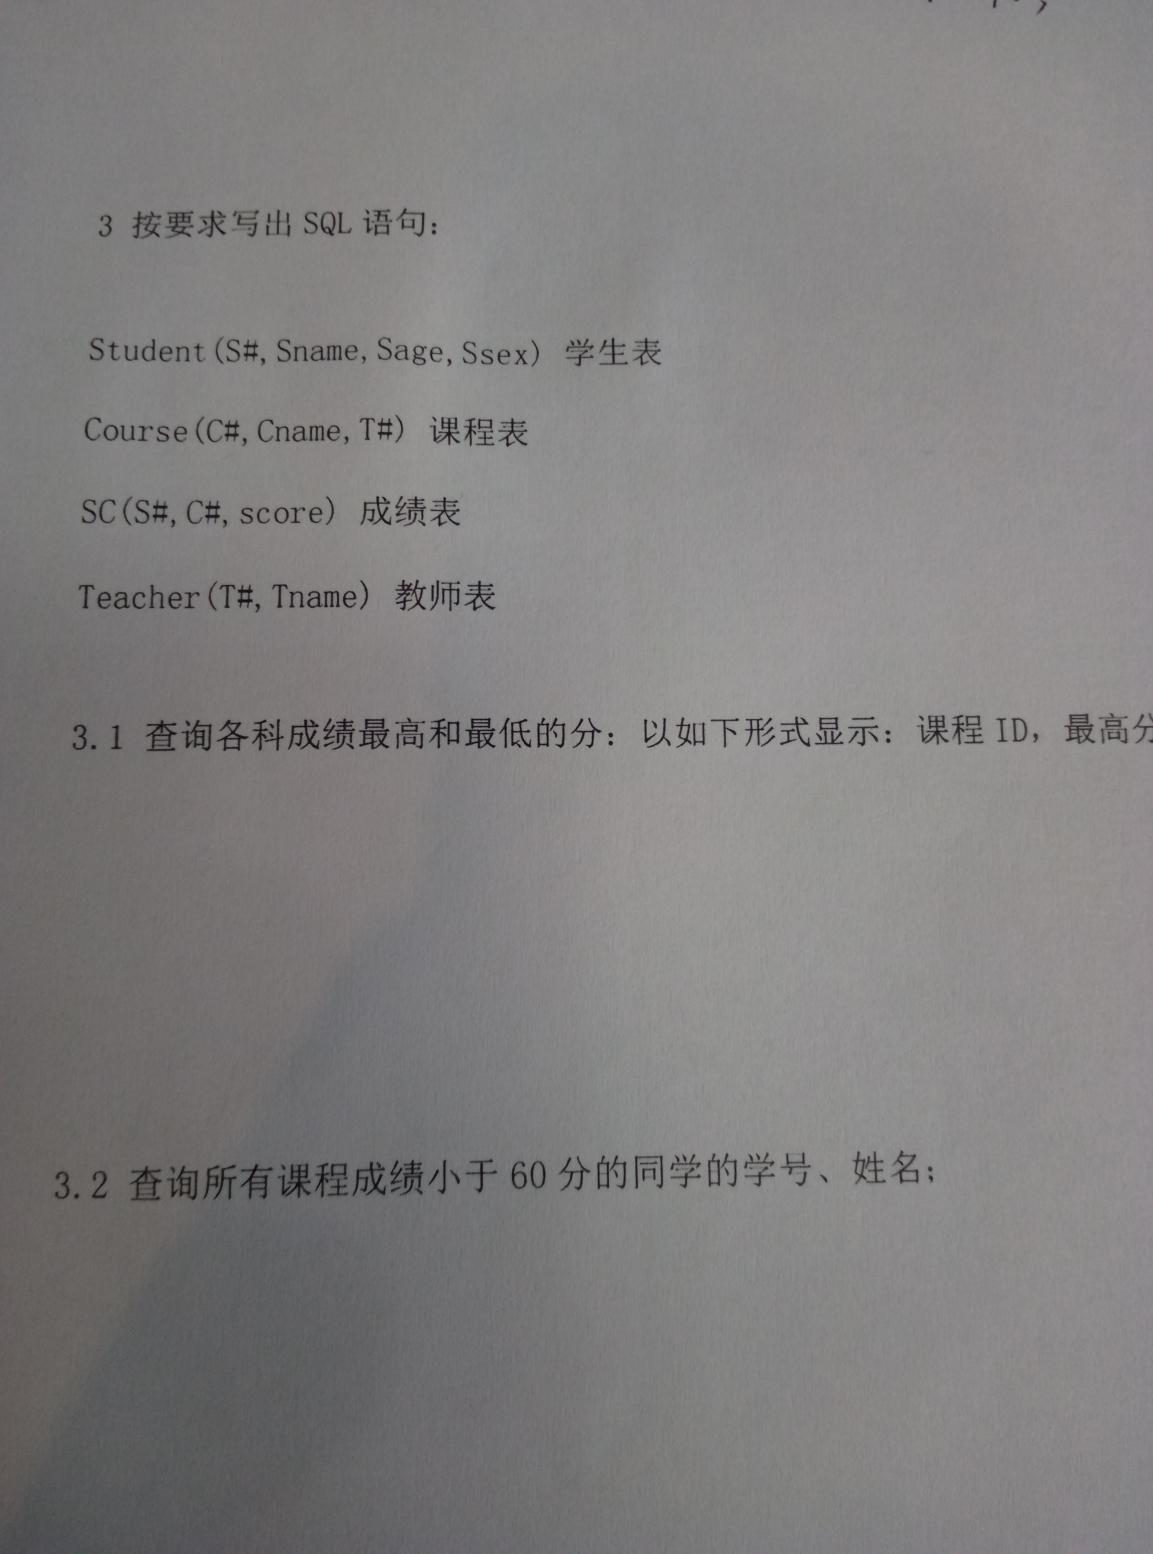 3 按要求写出 SQL 语句：
Student(S#,Sname,Sage,Ssex) 学生表
Course(C#,Cname,T#) 课程表
SC(S#,C#,score) 成绩表
Teacher(T#,Tname) 教师表
3.1 查询各科成绩最高和最低的分：以如下形式显示：课程 ID，最高分
3.2 查询所有课程成绩小于 60 分的同学的学号、姓名；